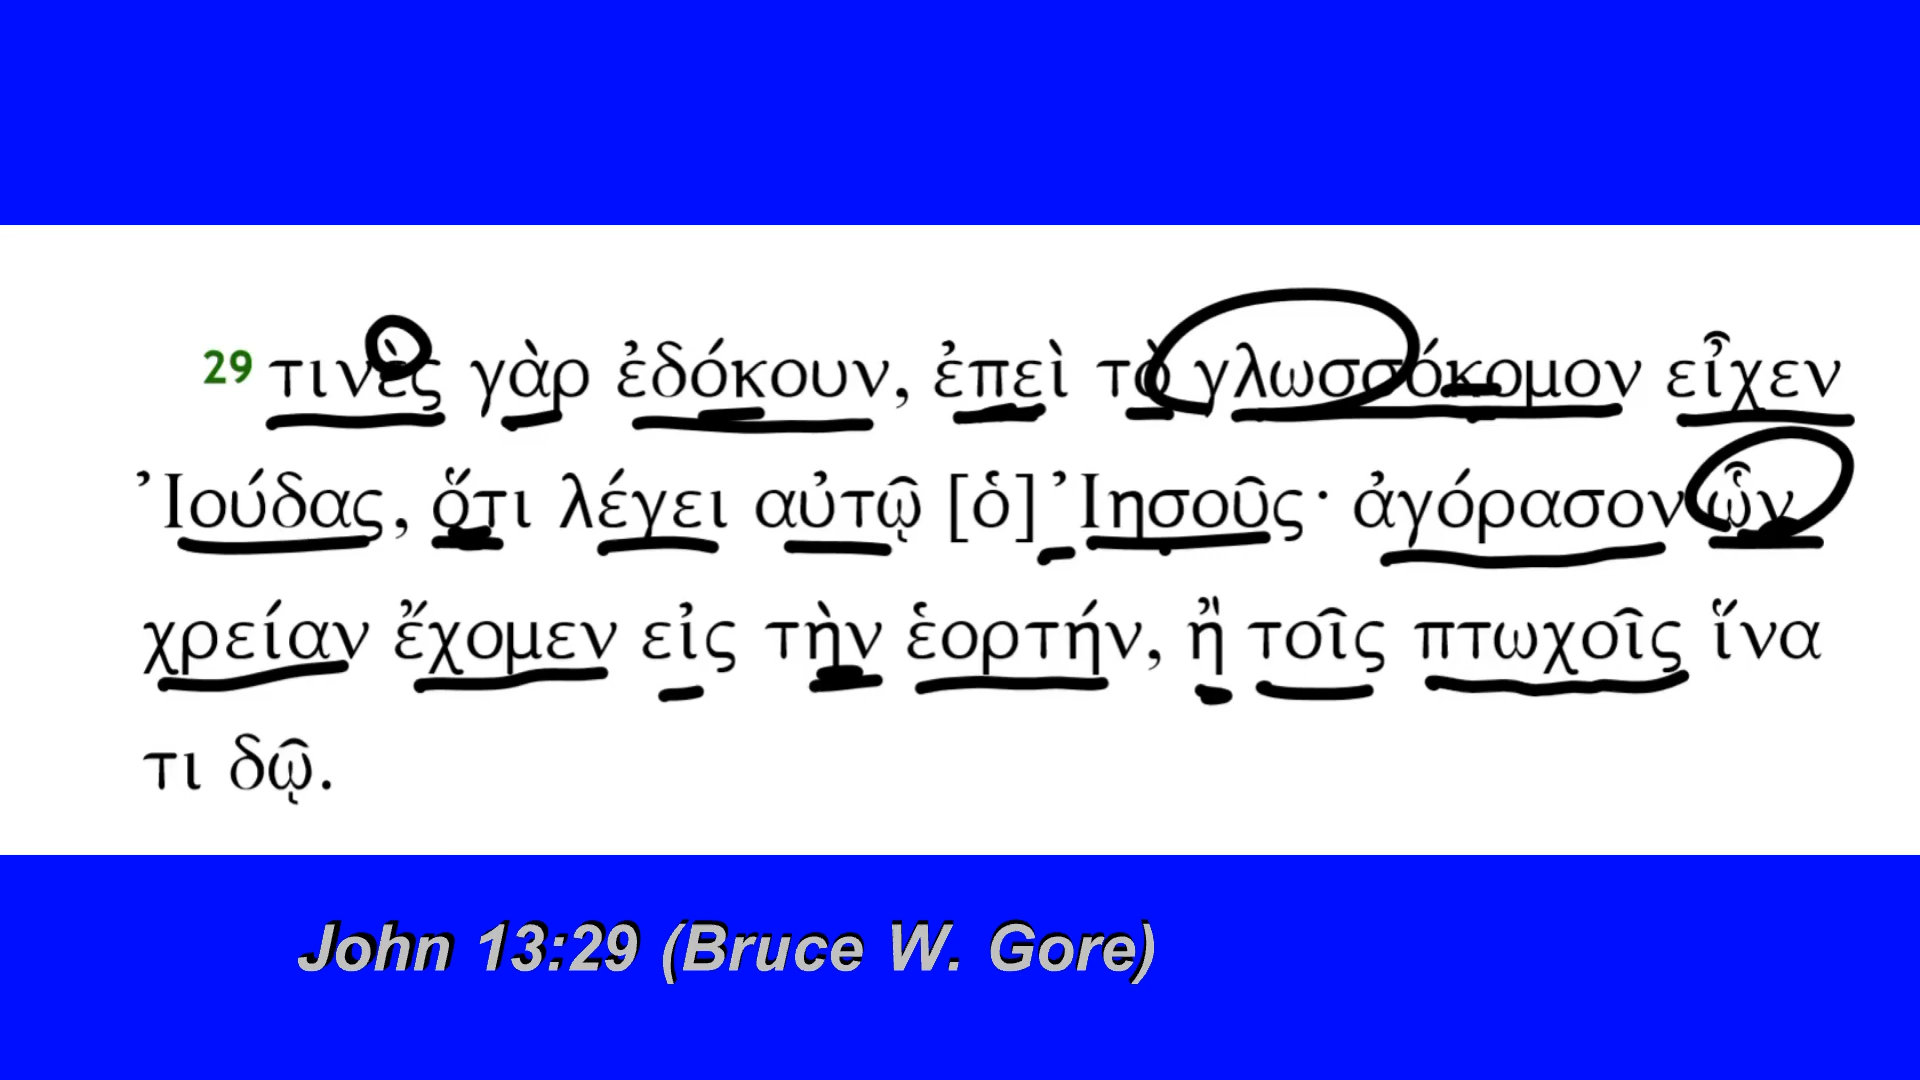 29 τινὲς γὰρ ἐδόκουν, ἐπεὶ τὸ γλωσσόκομον εἶχεν
Ἰούδας, ὅτι λέγει αὐτῷ [ὁ] Ἰησοῦς· ἀγόρασον ὧν
χρείαν ἔχομεν εἰς τὴν ἑορτήν, ἢ τοῖς πτωχοῖς ἵνα
τι δῷ.
John 13:29 (Bruce W. Gore)